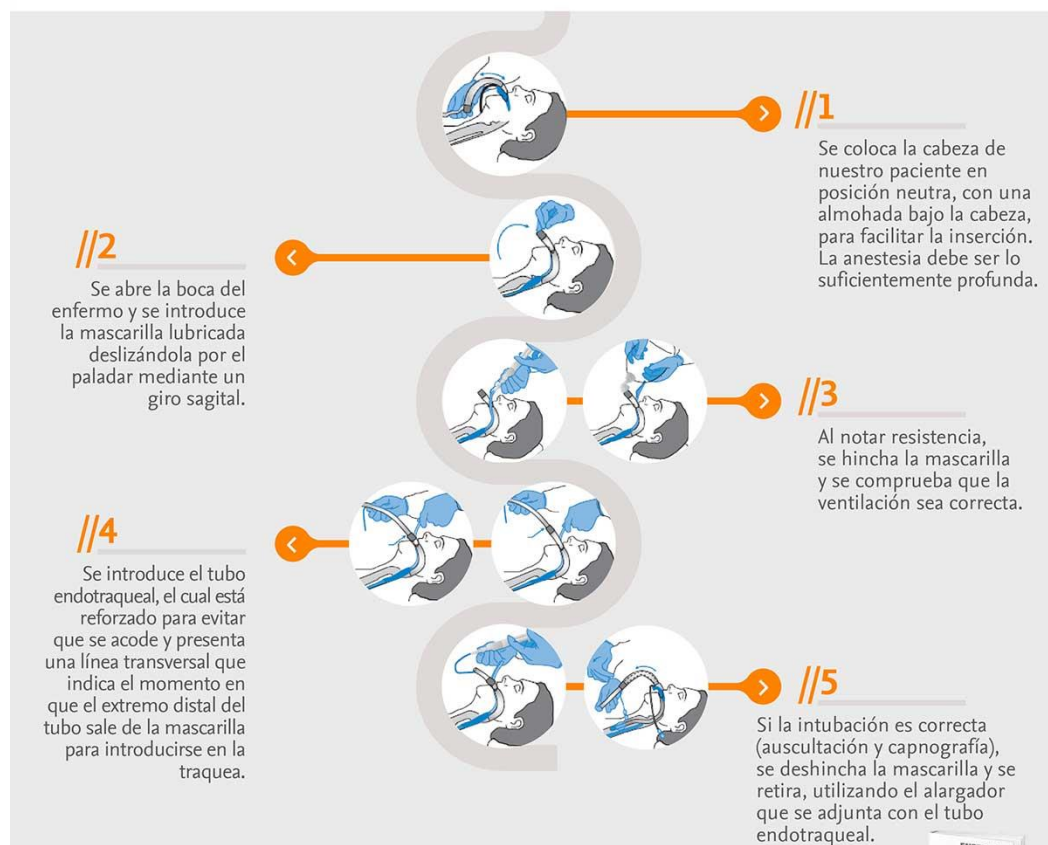 //1
Se coloca la cabeza de
nuestro paciente en
posición neutra, con una
almohada bajo la cabeza,
para facilitar la inserción.
La anestesia debe ser lo
suficientemente profunda.
//2
Se abre la boca del
enfermo y se introduce
la mascarilla lubricada
deslizándola por el
paladar mediante un
giro sagital.
//3
Al notar resistencia,
se hincha la mascarilla
y se comprueba que la
ventilación sea correcta.
//4
Se introduce el tubo
endotraqueal, el cual está
reforzado para evitar
que se acode y presenta
una línea transversal que
indica el momento en
que el extremo distal del
tubo sale de la mascarilla
para introducirse en la
traquea.
//5
Si la intubación es correcta
(auscultación y capnografía),
se deshincha la mascarilla y se
retira, utilizando el alargador
que se adjunta con el tubo
endotraqueal.